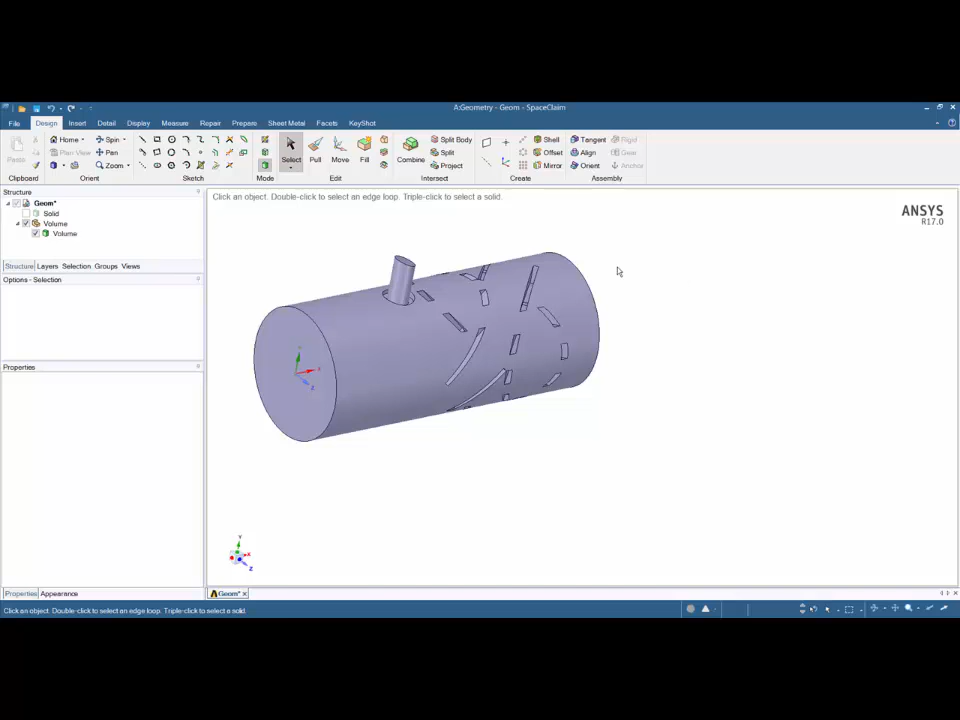 A:Geometry - Geom - SpaceClaim
File Design Insert Detail Display Measure Repair Prepare Sheet Metal Facets KeyShot
Home Spin Split Body Shell Tangent Rigid
Paste Plan View Pan Select Pull Move Fill Combine Split Offset Align Gear
Zoom Project Mirror Orient Anchor
Clipboard Orient Sketch Mode Edit Intersect Create Assembly
Structure
Click an object. Double-click to select an edge loop. Triple-click to select a solid.
Geom*
Solid
Volume
Volume
ANSYS
R17.0
Structure Layers Selection Groups Views
Options - Selection
Properties
X
Y
X
Z
Properties Appearance
Geom*
Click an object. Double-click to select an edge loop. Triple-click to select a solid.